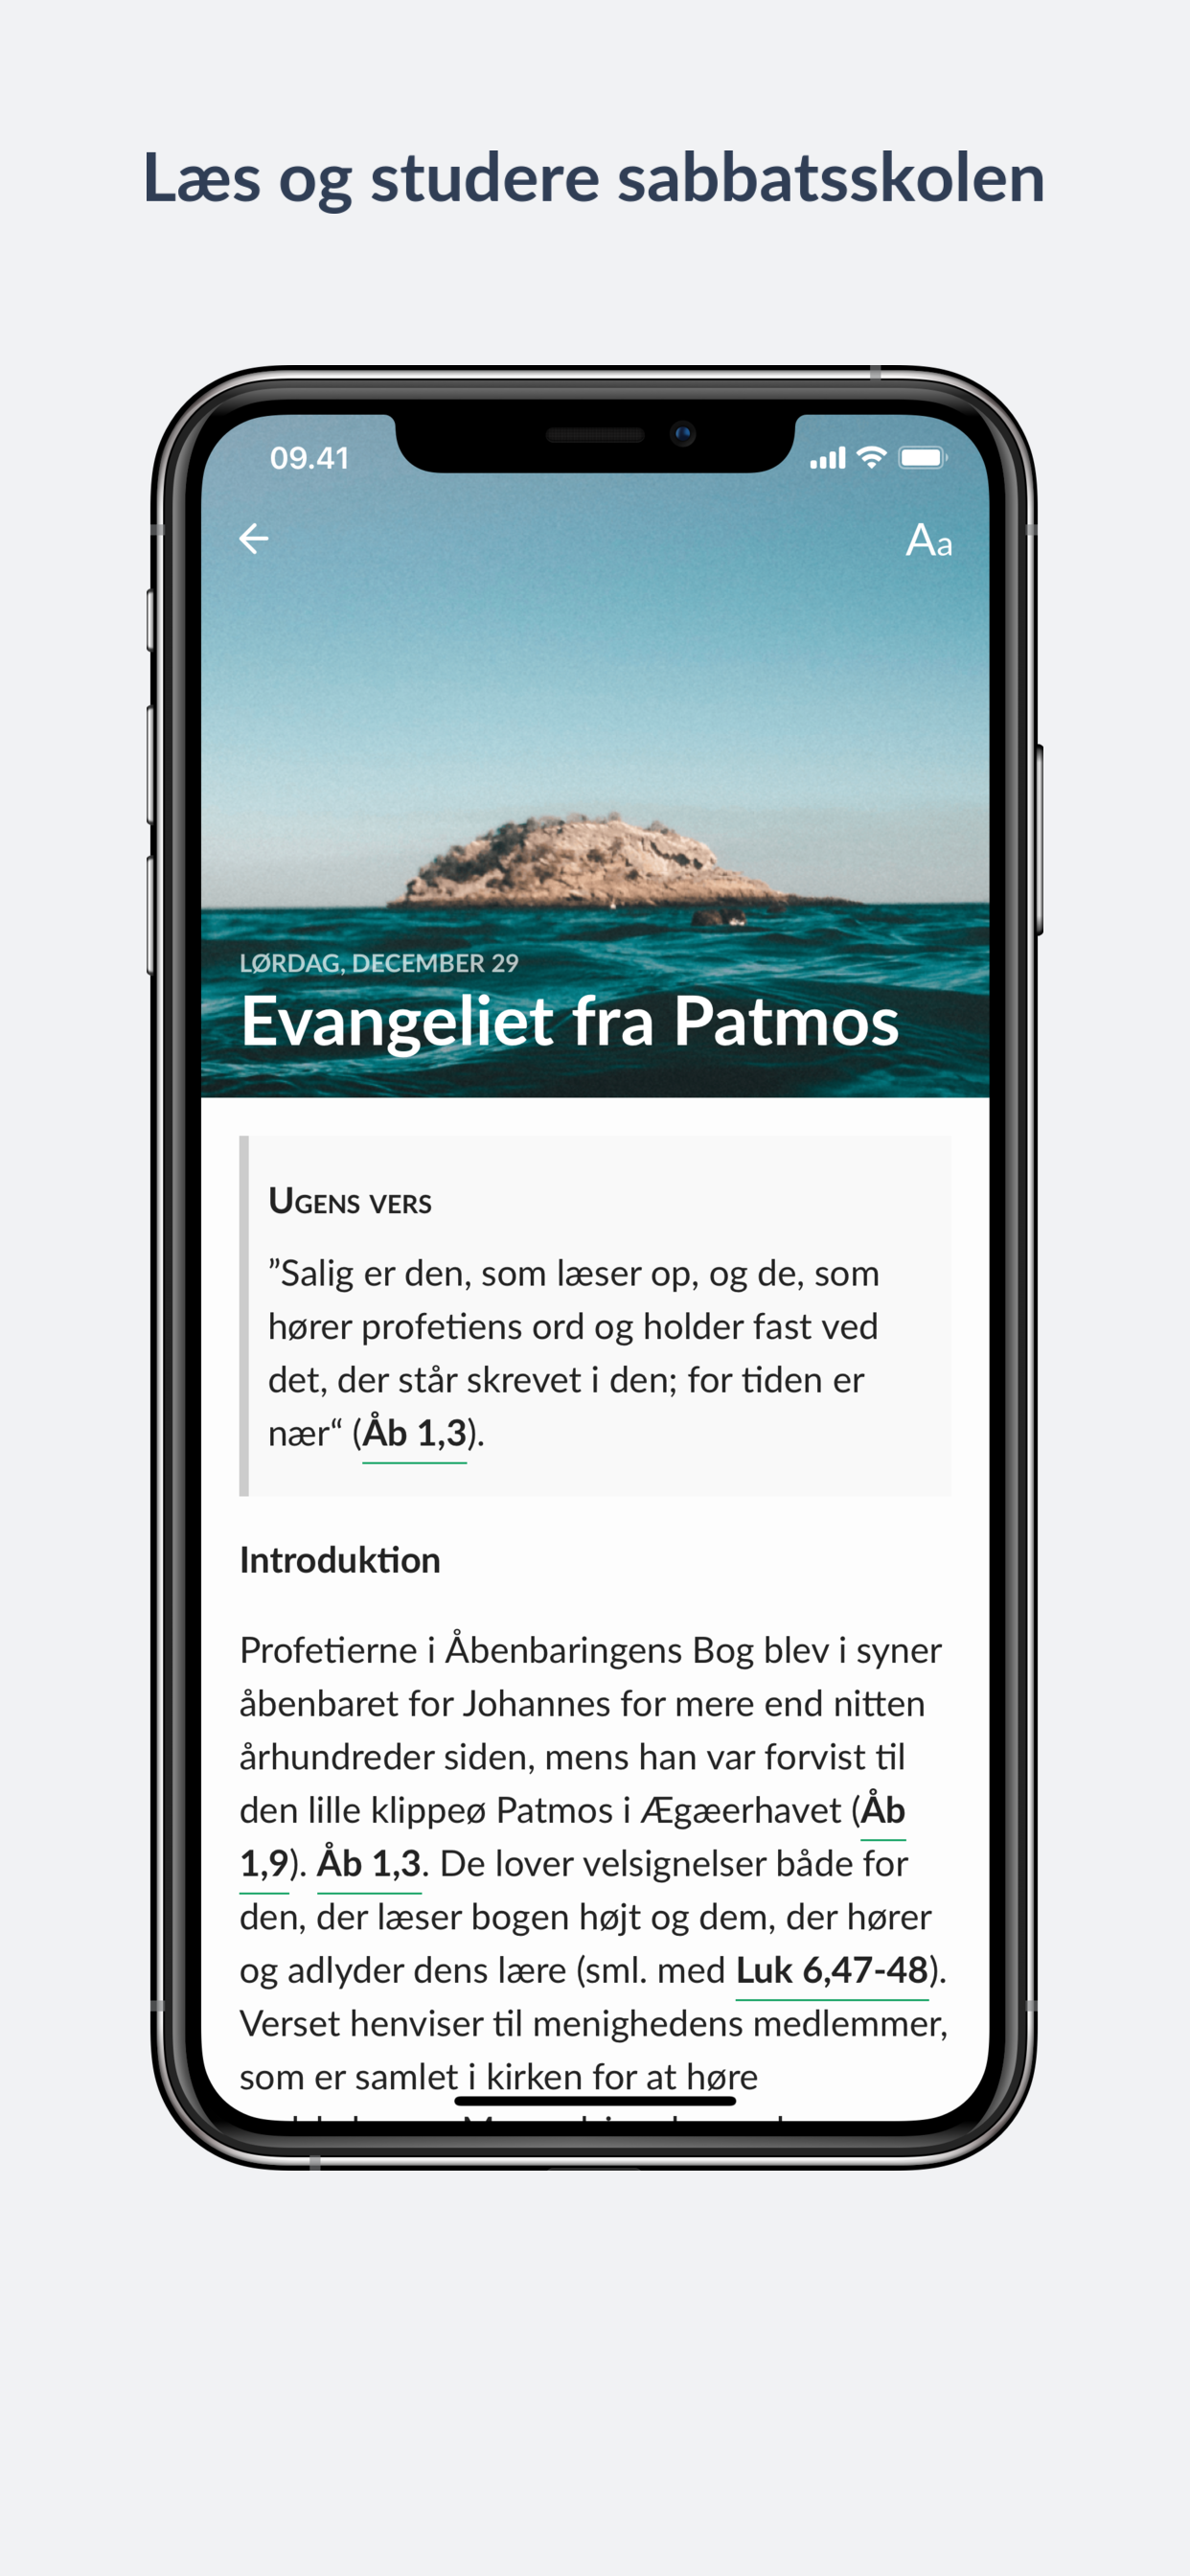 Læs og studere sabbatsskolen
09.41
Aa
LØRDAG, DECEMBER 29
Evangeliet fra Patmos
Ugens vers
”Salig er den, som læser op, og de, som
hører profetiens ord og holder fast ved
det, der står skrevet i den; for tiden er
nær“ (Åb 1,3).
Introduktion
Profetierne i Åbenbaringens Bog blev i syner
åbenbaret for Johannes for mere end nitten
århundreder siden, mens han var forvist til
den lille klippeø Patmos i Ægæerhavet (Åb
1,9). Åb 1,3. De lover velsignelser både for
den, der læser bogen højt og dem, der hører
og adlyder dens lære (sml. med Luk 6,47-48).
Verset henviser til menighedens medlemmer,
som er samlet i kirken for at høre